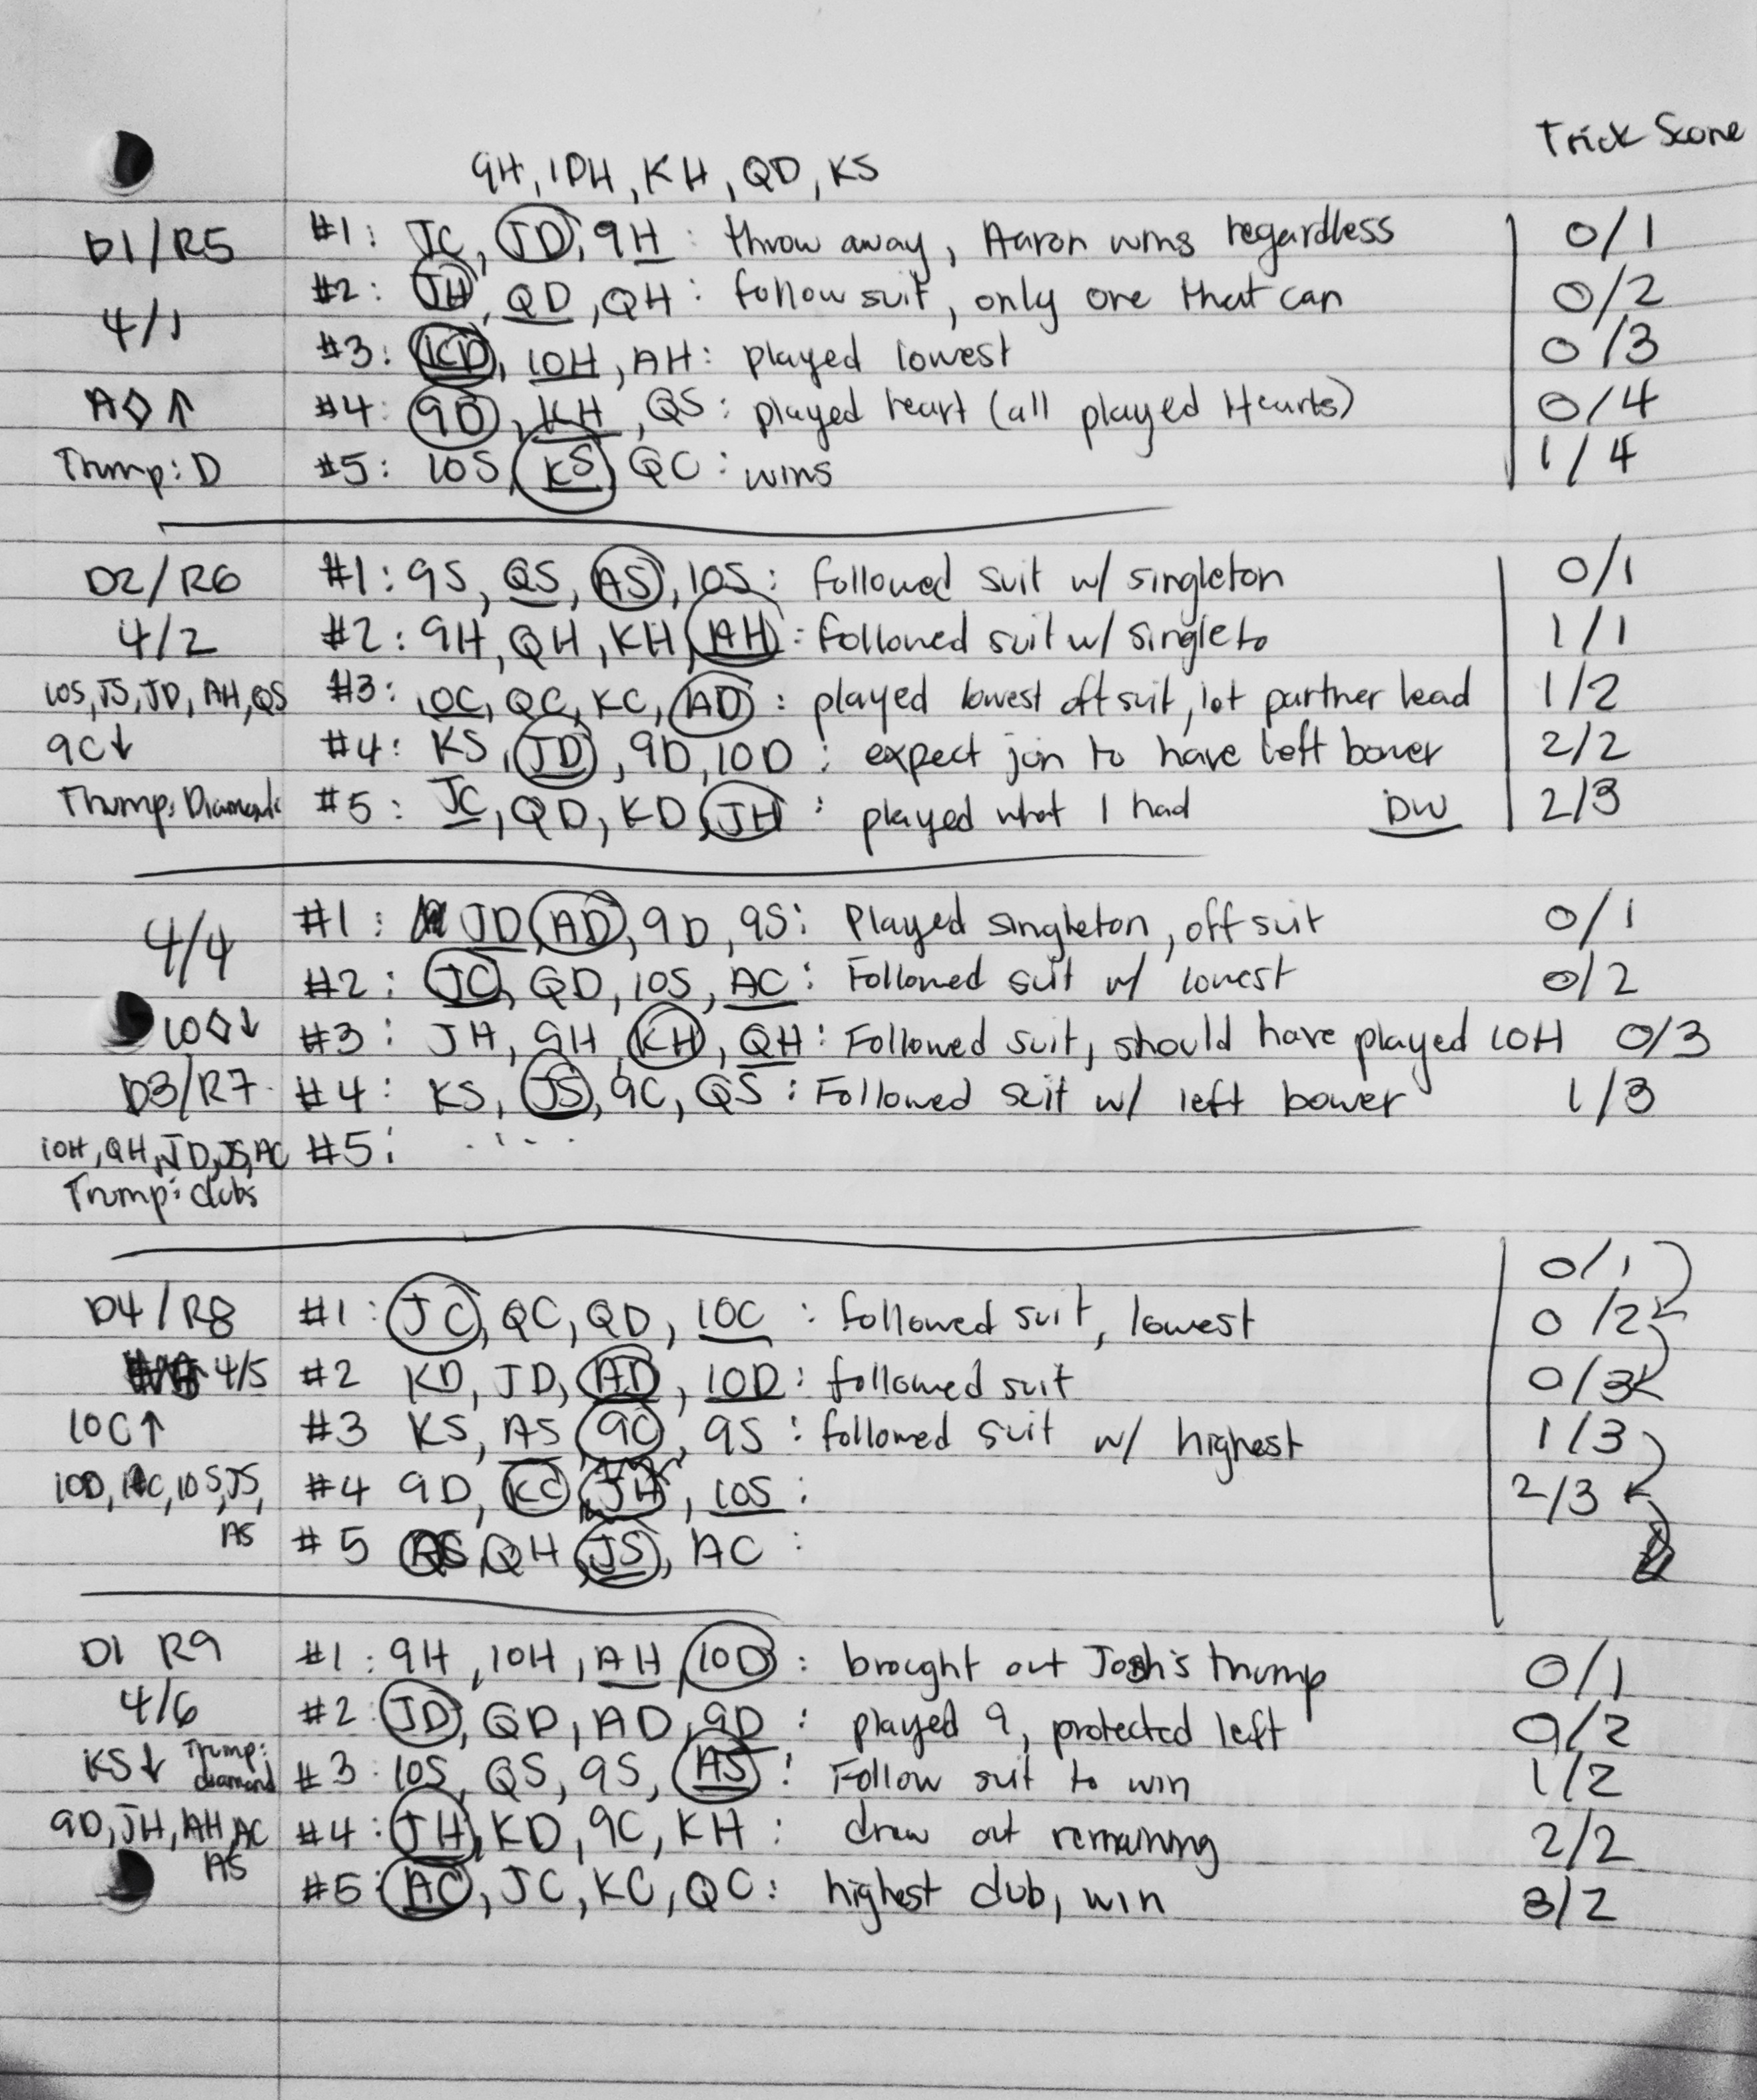 Trick Score
9H, 10H, KH, QD, KS
D1/R5 #1: JC, JD, 9H : throw away, Aaron wins regardless 0/1
4/1 #2: JH, QD, QH : follow suit, only one that can 0/2
#3: KD, 10H, AH: played lowest 0/3
A◇↑ #4: 9D, KH, QS: played heart (all played Hearts) 0/4
Trump: D #5: 10S, KS, QC: wins 1/4
D2/R6 #1: 9S, QS, AS, 10S: followed suit w/ singleton 0/1
4/2 #2: 9H, QH, KH, AH: followed suit w/ singleto 1/1
10S, JS, JD, AH, QS #3: 10C, QC, KC, AD : played lowest off suit, let partner lead 1/2
9C↓ #4: KS, JD, 9D, 10D : expect jon to have left bower 2/2
Trump: Diamonds #5: JC, QD, KD, JH : played what I had DW 2/3
4/4 #1: JD, AD, 9D, 9S: Played singleton, off suit 0/1
#2: JC, QD, 10S, AC: Followed suit w/ lowest 0/2
10◇↓ #3: JH, 9H, KH, QH: Followed suit, should have played 10H 0/3
D3/R7 #4: KS, JS, 9C, QS: Followed suit w/ left bower 1/3
10H, QH, JD, JS, AC #5:
Trump: clubs
0/1
D4/R8 #1: JC, QC, QD, 10C : followed suit, lowest 0/2
4/5 #2 KD, JD, AD, 10D: followed suit 0/3
10C↑ #3 KS, AS, 9C, 9S: followed suit w/ highest 1/3
10D, 10S, JS, #4 9D, KC, JH, 10S: 2/3
AS #5 QH, JS, AC :
D1 R9 #1: 9H, 10H, AH, 10D: brought out Josh's trump 0/1
4/6 #2: JD, QD, AD, 9D : played 9, protected left 0/2
KS↓ Trump: diamond #3: 10S, QS, 9S, AS: Follow suit to win 1/2
9D, JH, AH, AC #4: JH, KD, 9C, KH: draw out remaining 2/2
AS #5: AC, JC, KC, QC: highest club, win 3/2